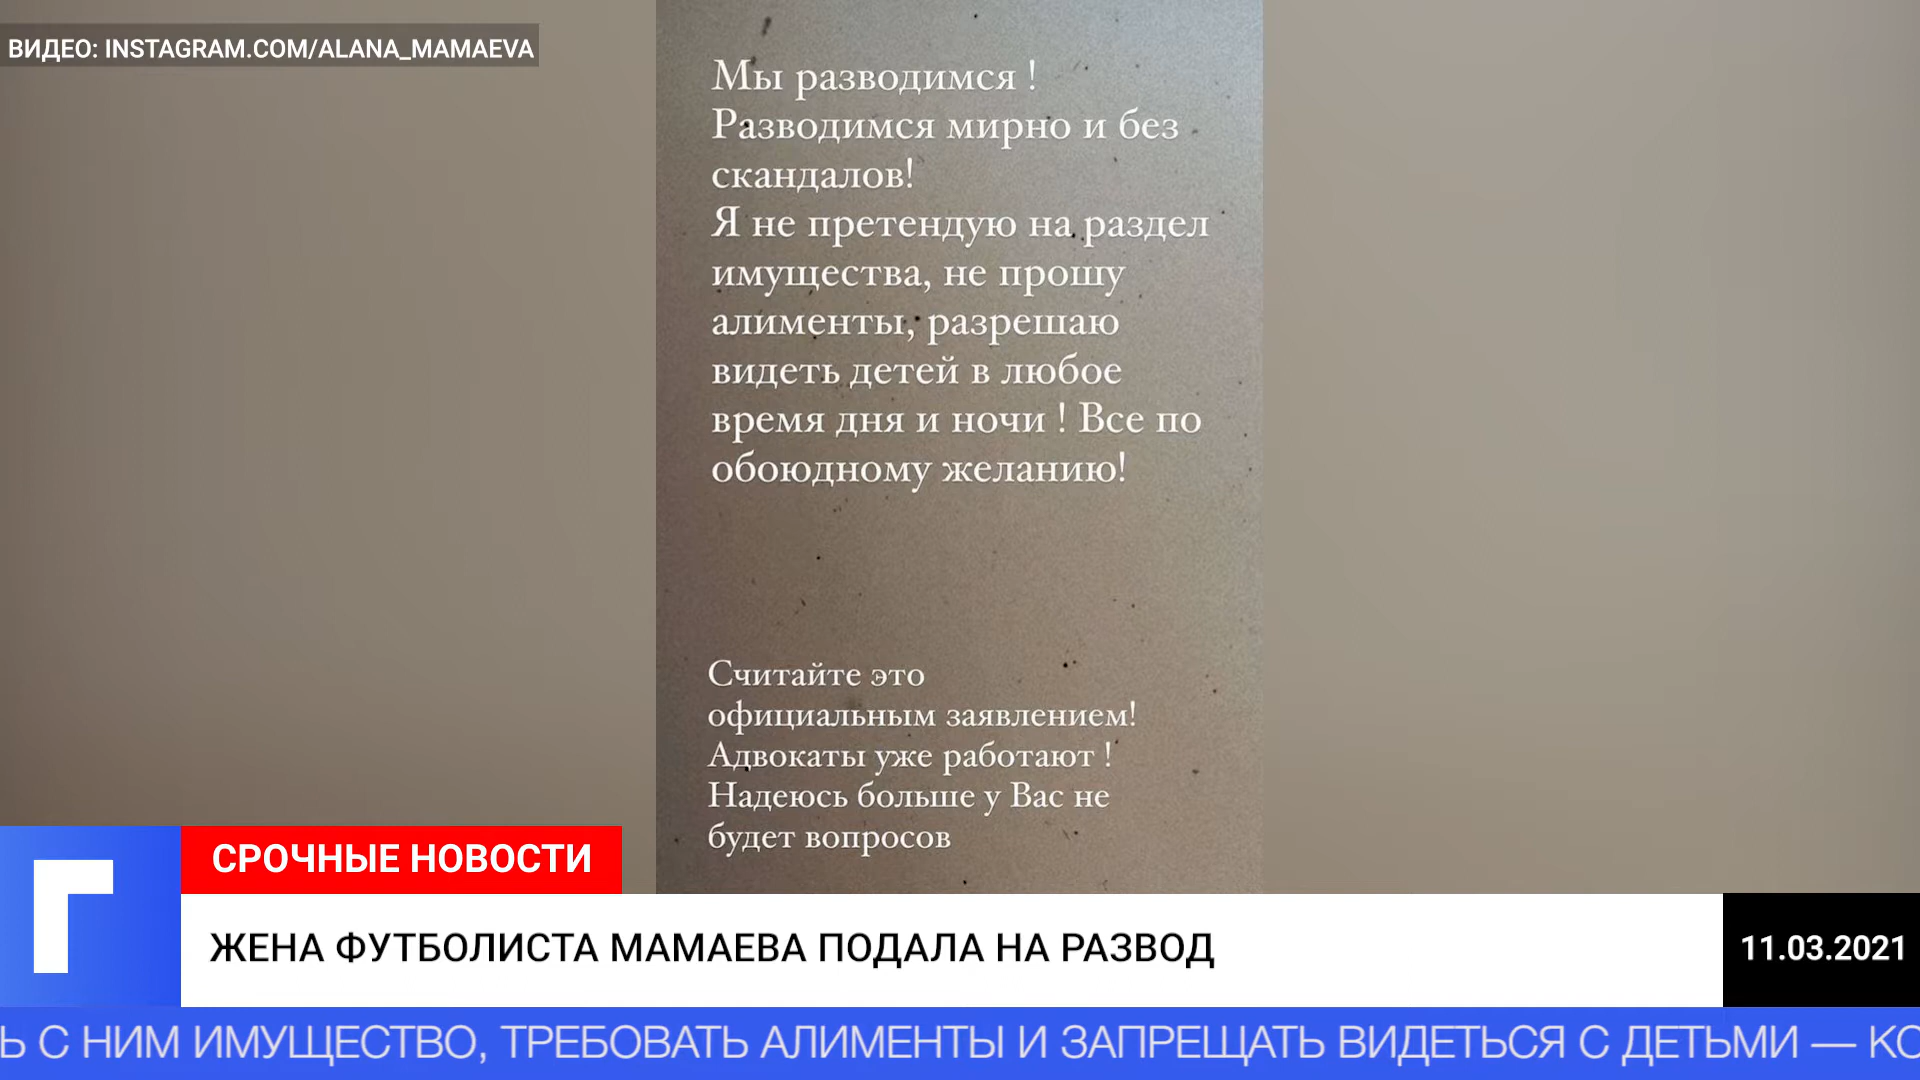 ВИДЕО: INSTAGRAM.COM/ALANA_MAMAEVA
Мы разводимся !
Разводимся мирно и без
скандалов!
Я не претендую на раздел
имущества, не прошу
алименты, разрешаю
видеть детей в любое
время дня и ночи ! Все по
обоюдному желанию!
Считайте это
официальным заявлением!
Адвокаты уже работают !
Надеюсь больше у Вас не
будет вопросов
Г
СРОЧНЫЕ НОВОСТИ
ЖЕНА ФУТБОЛИСТА МАМАЕВА ПОДАЛА НА РАЗВОД
11.03.2021
С НИМ ИМУЩЕСТВО, ТРЕБОВАТЬ АЛИМЕНТЫ И ЗАПРЕЩАТЬ ВИДЕТЬСЯ С ДЕТЬМИ —